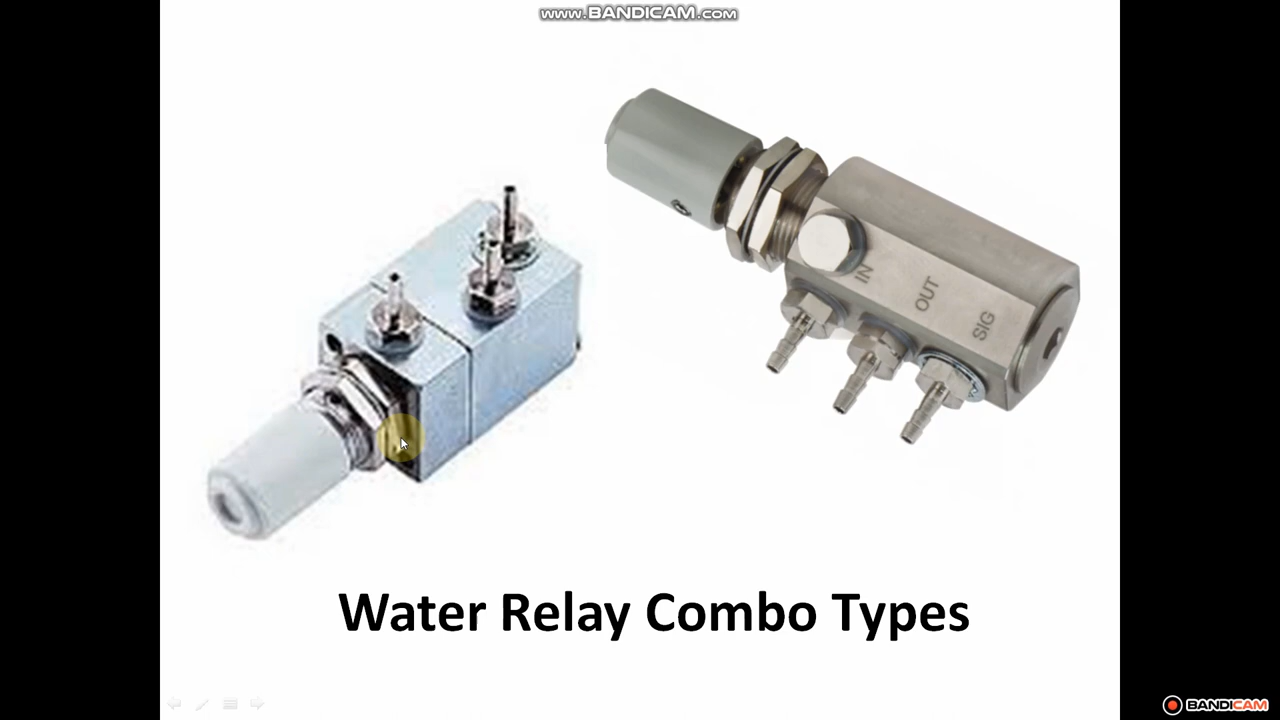 www.BANDICAM.com
IN
OUT
SIG
Water Relay Combo Types
BANDICAM